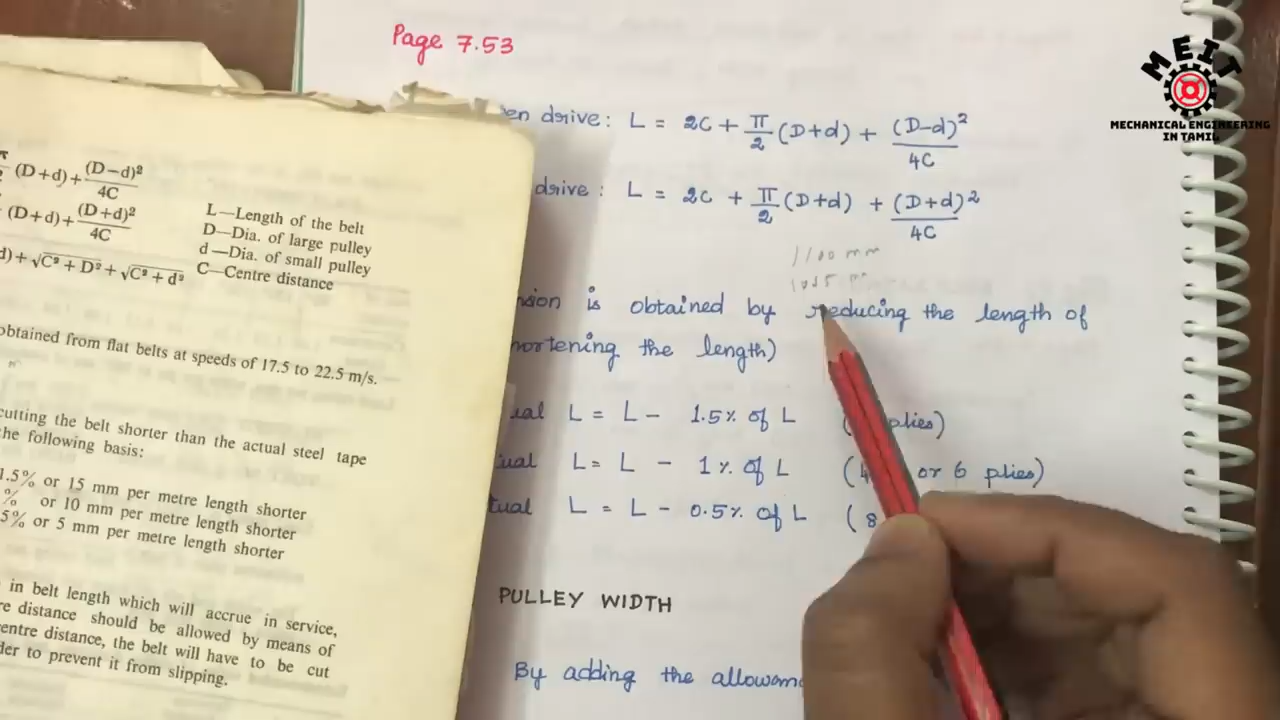 Page 7.53
en drive: L = 2C + π/2 (D+d) + (D-d)²/4C
drive: L = 2C + π/2 (D+d) + (D+d)²/4C
1100 mm
sion is obtained by reducing the length of
hortening the length)
ual L = L - 1.5% of L ( plies)
tual L = L - 1% of L (4, or 6 plies)
tual L = L - 0.5% of L (8
PULLEY WIDTH
By adding the allowan
(D+d)+(D−d)²/4C
(D+d)+(D+d)²/4C
d)+√C²+D²+√C²+d²
L—Length of the belt
D—Dia. of large pulley
d—Dia. of small pulley
C—Centre distance
obtained from flat belts at speeds of 17.5 to 22.5 m/s.
cutting the belt shorter than the actual steel tape
the following basis:
1.5% or 15 mm per metre length shorter
% or 10 mm per metre length shorter
5% or 5 mm per metre length shorter
in belt length which will accrue in service,
re distance should be allowed by means of
entre distance, the belt will have to be cut
der to prevent it from slipping.
MEIT
MECHANICAL ENGINEERING
IN TAMIL